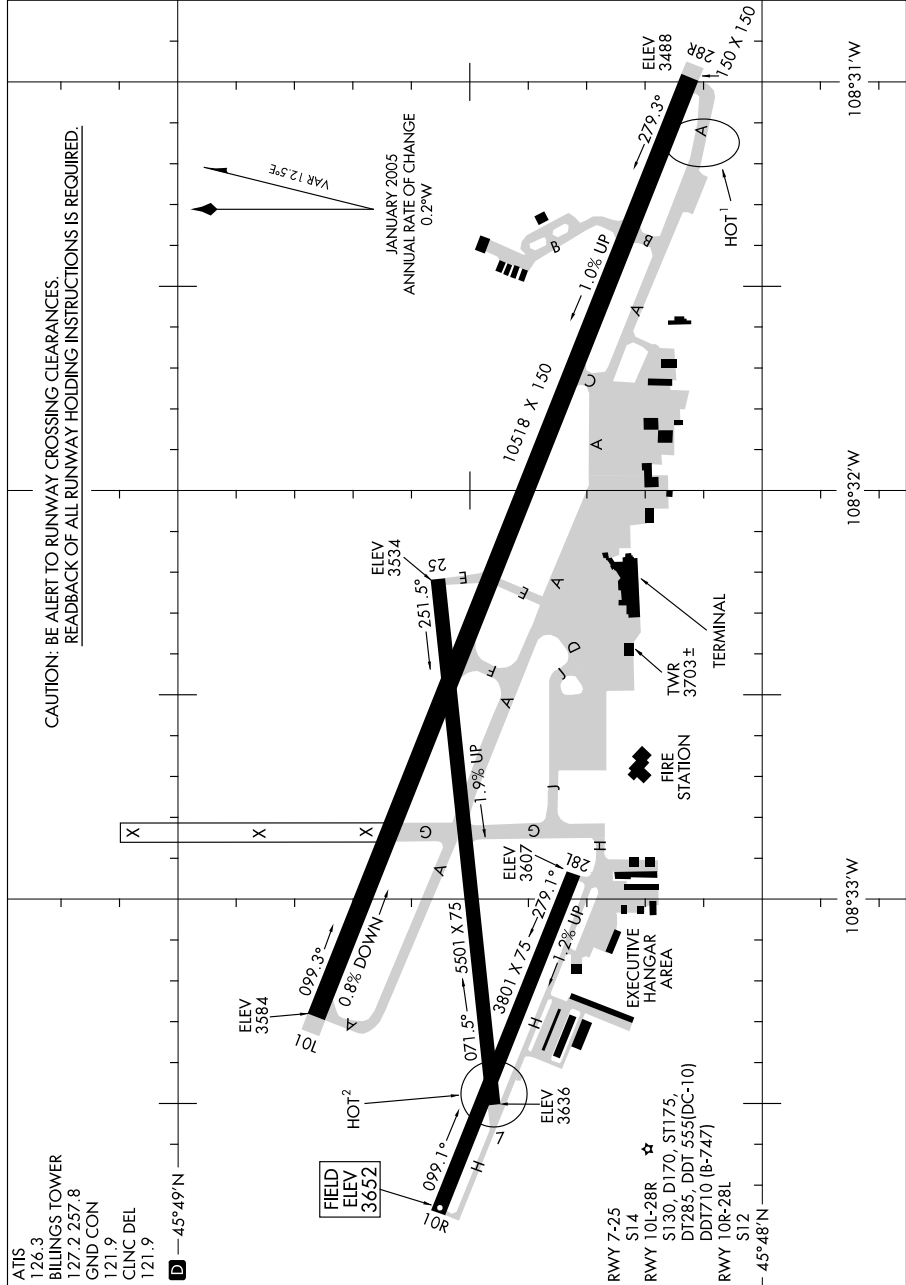 ATIS
126.3
BILLINGS TOWER
127.2 257.8
GND CON
121.9
CLNC DEL
121.9
D
45°49'N
CAUTION: BE ALERT TO RUNWAY CROSSING CLEARANCES.
READBACK OF ALL RUNWAY HOLDING INSTRUCTIONS IS REQUIRED.
VAR 12.5°E
JANUARY 2005
ANNUAL RATE OF CHANGE
0.2°W
ELEV
3488
28R
150 X 150
108°31'W
279.3°
A
HOT 1
1.0% UP
B
B
A
10518 X 150
C
A
108°32'W
ELEV
3534
25
251.5°
E
E
A
F
A
D
J
TERMINAL
TWR
3703±
FIRE
STATION
X
X
X
G
G
1.9% UP
J
H
A
ELEV
3607
28L
279.1°
1.2% UP
108°33'W
099.3°
0.8% DOWN
ELEV
3584
10L
A
5501 X 75
071.5°
3801 X 75
H
EXECUTIVE
HANGAR
AREA
HOT 2
ELEV
3636
7
099.1°
H
FIELD
ELEV
3652
10R
RWY 7-25
S14
RWY 10L-28R
S130, D170, ST175,
DT285, DDT 555(DC-10)
DDT710 (B-747)
RWY 10R-28L
S12
45°48'N